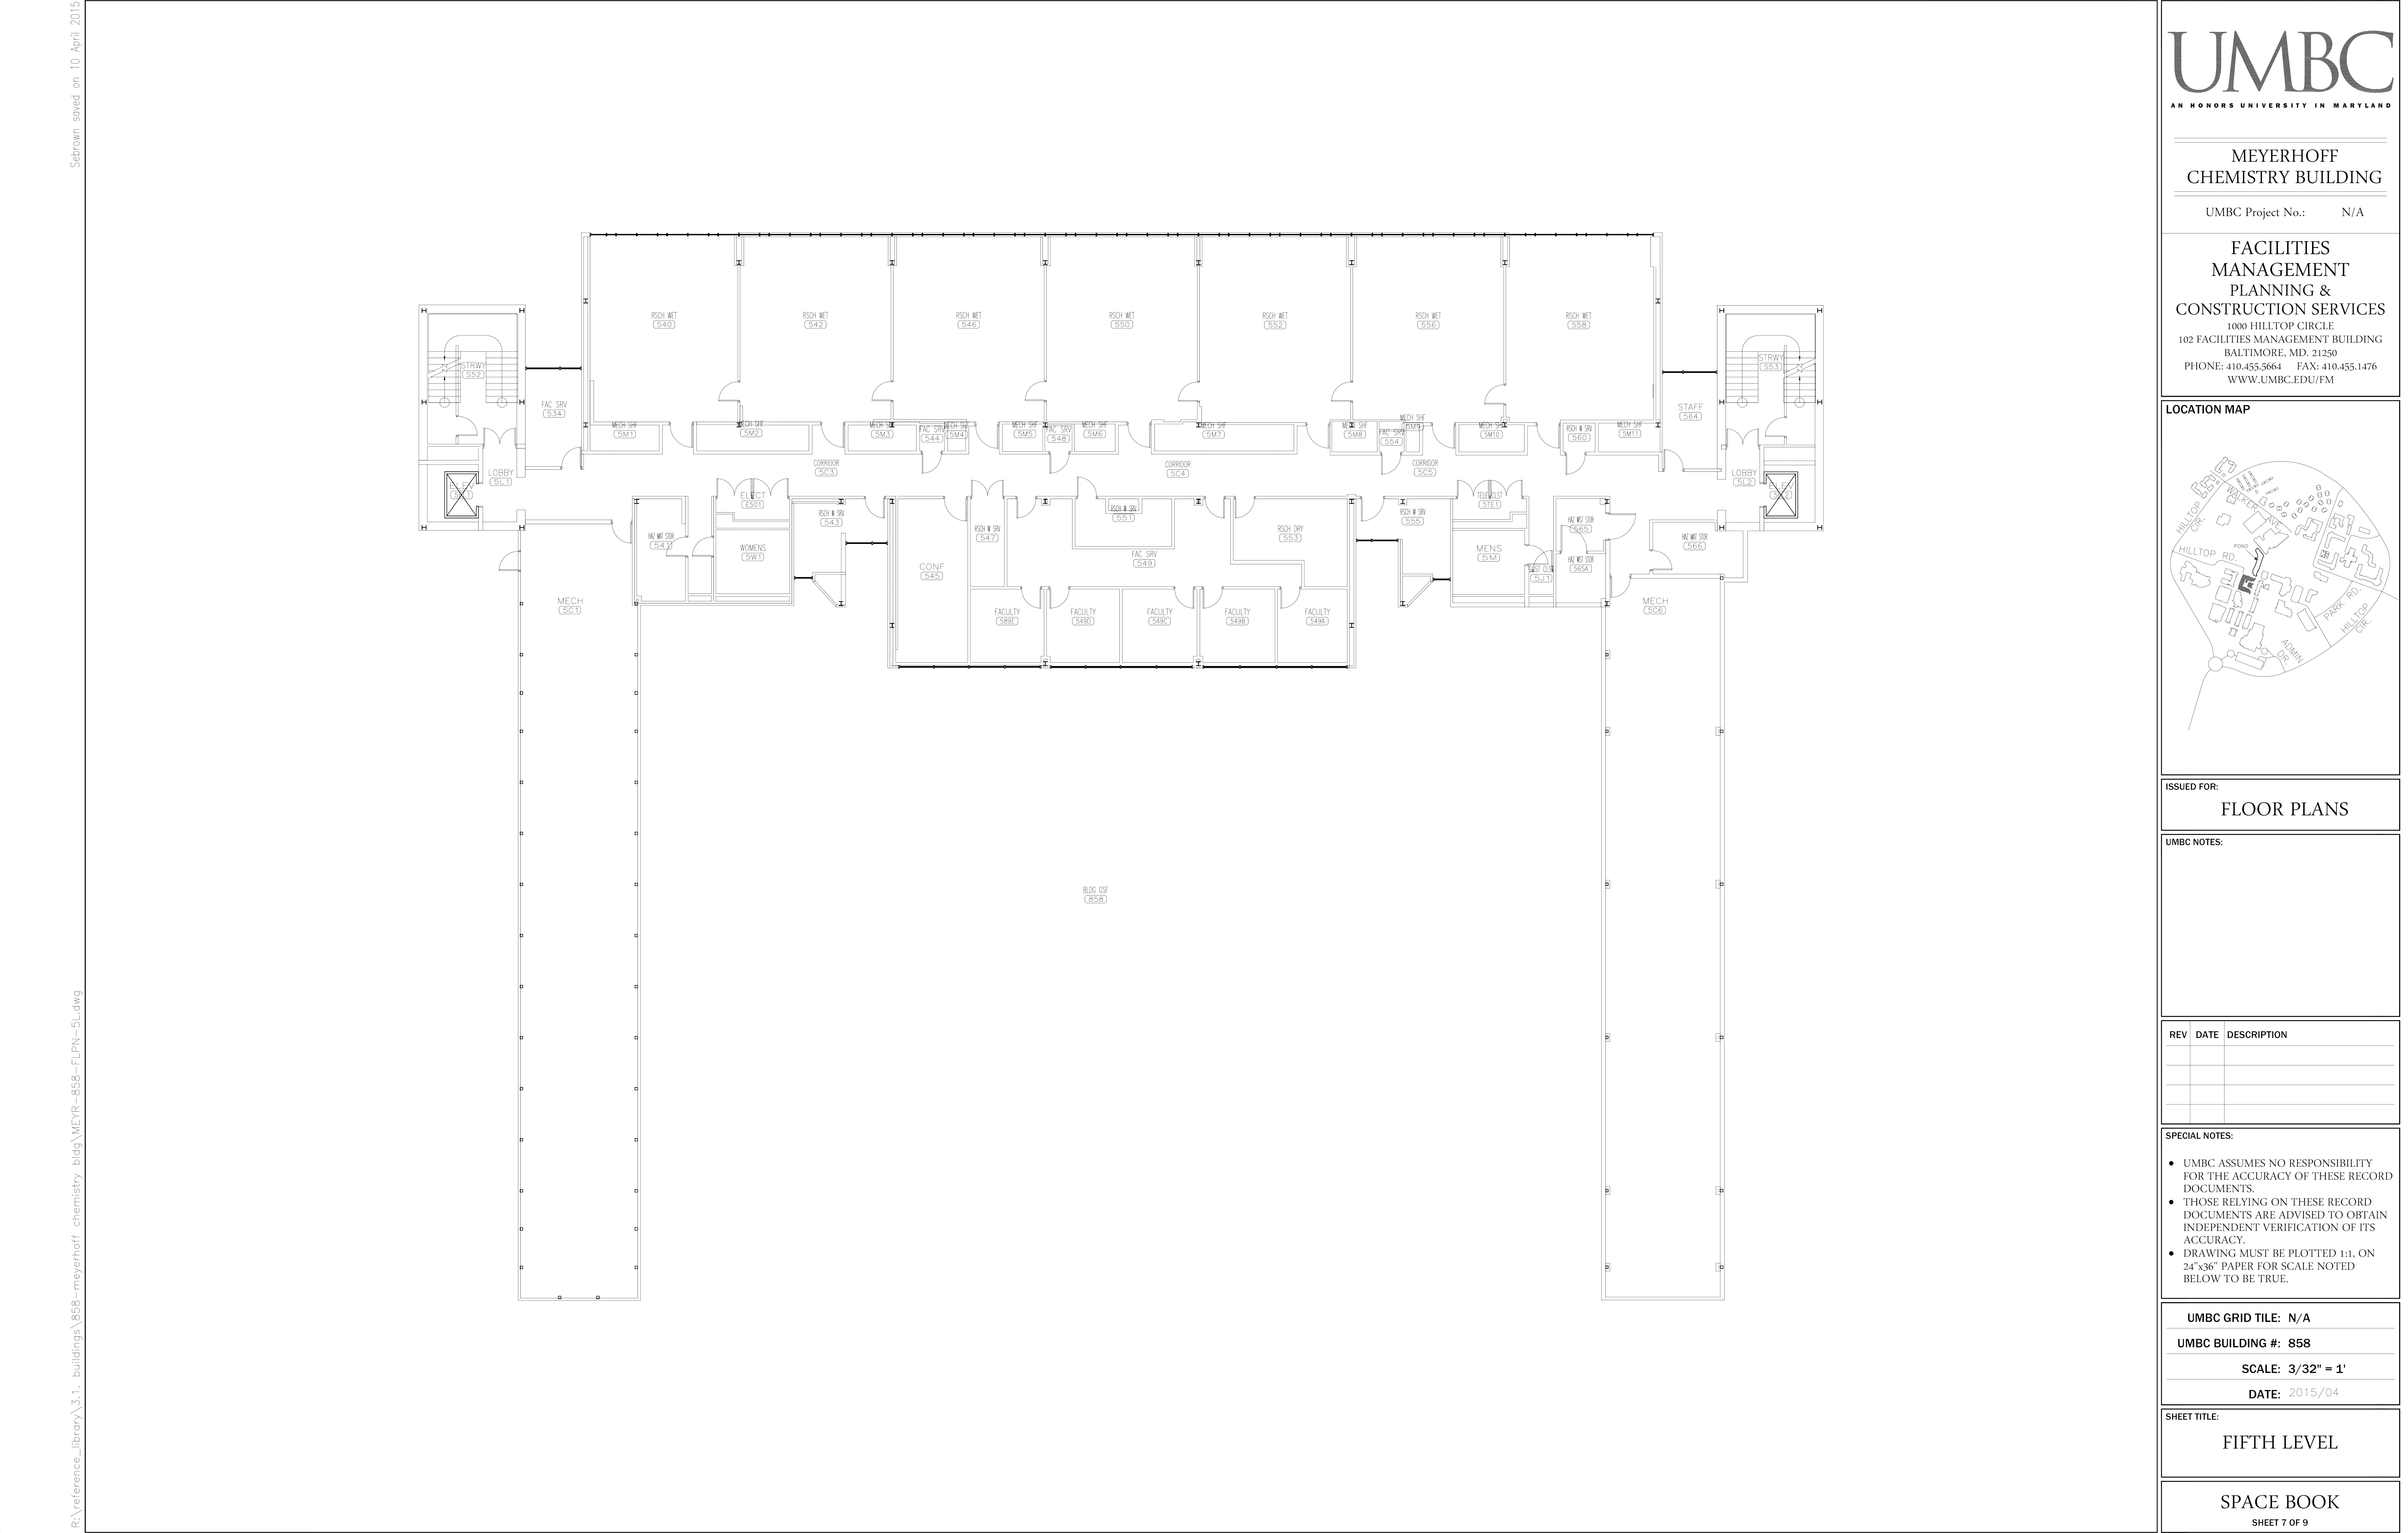 Sebrown saved on 10 April 2015
R:\reference_library\3.1. buildings\858-meyerhoff chemistry bldg\MEYR-858-FLPN-5L.dwg
RSCH WET
540
RSCH WET
542
RSCH WET
546
RSCH WET
550
RSCH WET
552
RSCH WET
556
RSCH WET
558
STRWY
S52
STRWY
S53
FAC SRV
534
STAFF
564
MECH SHF
5M1
MECH SHF
5M2
5M3
FAC SRV
544
MECH SHF
5M4
MECH SHF
5M5
FAC SRV
548
MECH SHF
5M6
MECH SHF
5M7
MECH SHF
5M8
FAC SRV
554
MECH SHF
MECH SHF
5M10
RSCH W SRV
560
MECH SHF
5M11
CORRIDOR
5C3
CORRIDOR
5C4
CORRIDOR
5C5
LOBBY
5L1
LOBBY
5L2
ELEV
ELEV
ELECT
E501
RSCH W SRV
543
HAZ MAT STOR
541
WOMENS
5W1
CONF
545
RSCH W SRV
547
RSCH W SRV
551
FAC SRV
549
RSCH DRY
553
RSCH W SRV
555
5TE1
MENS
5M
5J1
HAZ WST STOR
565
HAZ WST STOR
565A
HAZ MAT STOR
566
MECH
5C1
MECH
5C6
FACULTY
589E
FACULTY
549D
FACULTY
549C
FACULTY
549B
FACULTY
549A
BLDG GSF
858
UMBC
AN HONORS UNIVERSITY IN MARYLAND
MEYERHOFF
CHEMISTRY BUILDING
UMBC Project No.: N/A
FACILITIES
MANAGEMENT
PLANNING &
CONSTRUCTION SERVICES
1000 HILLTOP CIRCLE
102 FACILITIES MANAGEMENT BUILDING
BALTIMORE, MD. 21250
PHONE: 410.455.5664 FAX: 410.455.1476
WWW.UMBC.EDU/FM
LOCATION MAP
WALKER AVE.
HILLTOP CIR.
HILLTOP RD.
POND
PARK RD.
HILLTOP CIR.
ADMIN DR.
ISSUED FOR:
FLOOR PLANS
UMBC NOTES:
REV DATE DESCRIPTION
SPECIAL NOTES:
● UMBC ASSUMES NO RESPONSIBILITY
FOR THE ACCURACY OF THESE RECORD
DOCUMENTS.
● THOSE RELYING ON THESE RECORD
DOCUMENTS ARE ADVISED TO OBTAIN
INDEPENDENT VERIFICATION OF ITS
ACCURACY.
● DRAWING MUST BE PLOTTED 1:1, ON
24"x36" PAPER FOR SCALE NOTED
BELOW TO BE TRUE.
UMBC GRID TILE: N/A
UMBC BUILDING #: 858
SCALE: 3/32" = 1'
DATE: 2015/04
SHEET TITLE:
FIFTH LEVEL
SPACE BOOK
SHEET 7 OF 9